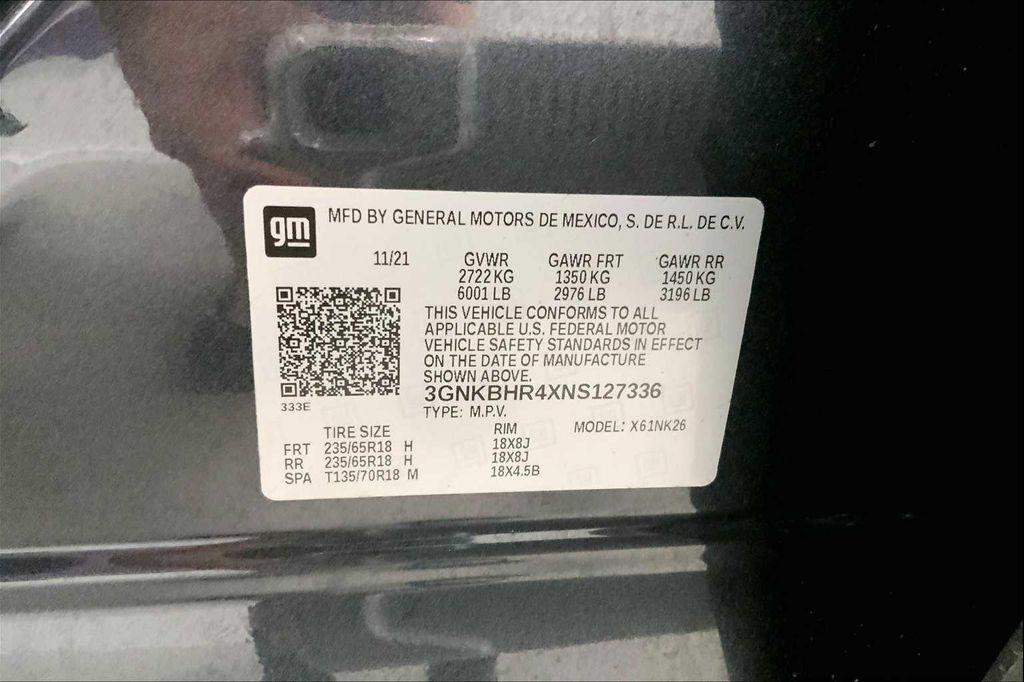 gm MFD BY GENERAL MOTORS DE MEXICO, S. DE R.L. DE C.V.
11/21 GVWR GAWR FRT GAWR RR
2722 KG 1350 KG 1450 KG
6001 LB 2976 LB 3196 LB
THIS VEHICLE CONFORMS TO ALL
APPLICABLE U.S. FEDERAL MOTOR
VEHICLE SAFETY STANDARDS IN EFFECT
ON THE DATE OF MANUFACTURE
SHOWN ABOVE.
3GNKBHR4XNS127336
333E
TYPE: M.P.V.
TIRE SIZE RIM MODEL: X61NK26
FRT 235/65R18 H 18X8J
RR 235/65R18 H 18X8J
SPA T135/70R18 M 18X4.5B